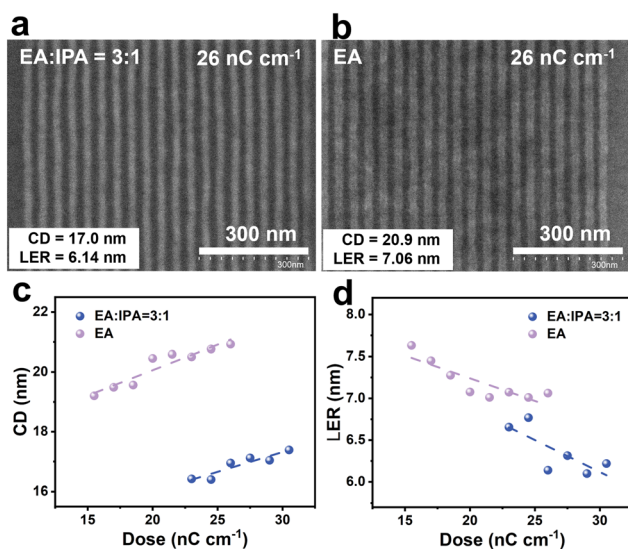 a
EA:IPA = 3:1 26 nC cm⁻¹
CD = 17.0 nm
LER = 6.14 nm
300 nm
300nm
b
EA 26 nC cm⁻¹
CD = 20.9 nm
LER = 7.06 nm
300 nm
300nm
c
EA:IPA=3:1
EA
CD (nm)
22
20
18
16
15 20 25 30
Dose (nC cm⁻¹)
d
EA:IPA=3:1
EA
LER (nm)
8.0
7.5
7.0
6.5
6.0
15 20 25 30
Dose (nC cm⁻¹)